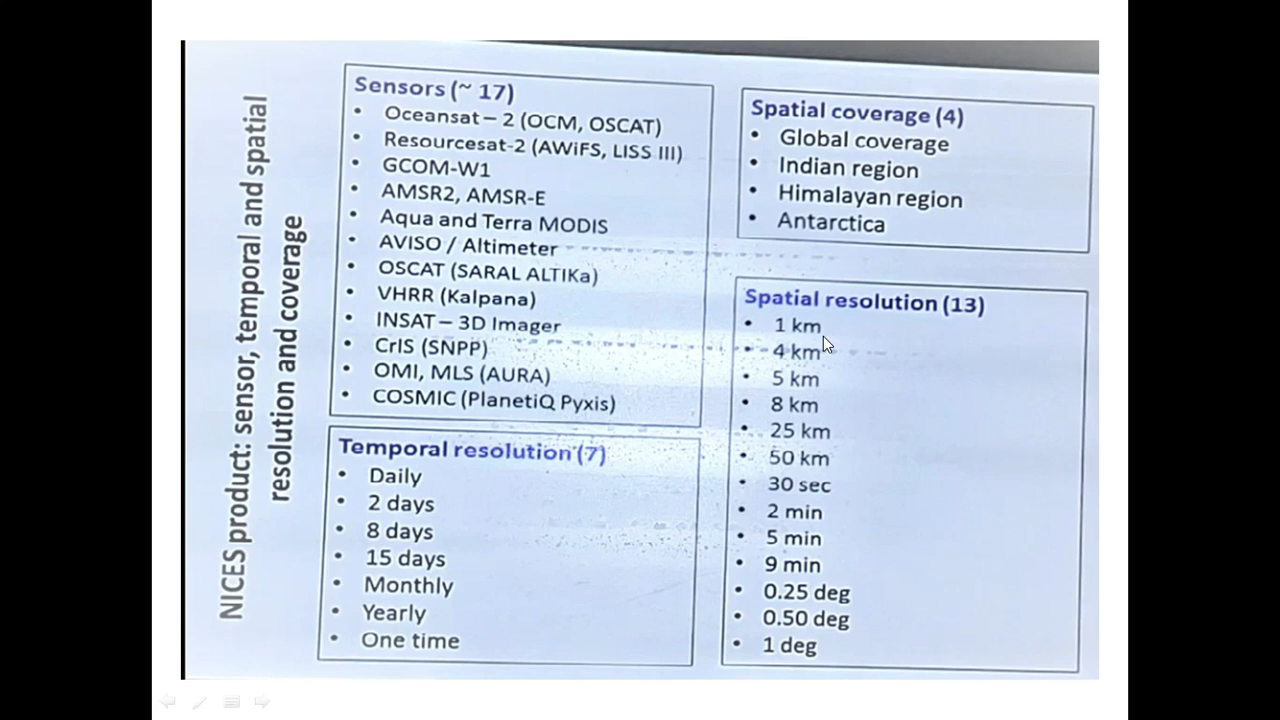 NICES product: sensor, temporal and spatial
resolution and coverage
Sensors (~ 17)
• Oceansat – 2 (OCM, OSCAT)
• Resourcesat-2 (AWiFS, LISS III)
• GCOM-W1
• AMSR2, AMSR-E
• Aqua and Terra MODIS
• AVISO / Altimeter
• OSCAT (SARAL ALTIKa)
• VHRR (Kalpana)
• INSAT – 3D Imager
• CrIS (SNPP)
• OMI, MLS (AURA)
• COSMIC (PlanetiQ Pyxis)
Temporal resolution (7)
• Daily
• 2 days
• 8 days
• 15 days
• Monthly
• Yearly
• One time
Spatial coverage (4)
• Global coverage
• Indian region
• Himalayan region
• Antarctica
Spatial resolution (13)
• 1 km
• 4 km
• 5 km
• 8 km
• 25 km
• 50 km
• 30 sec
• 2 min
• 5 min
• 9 min
• 0.25 deg
• 0.50 deg
• 1 deg